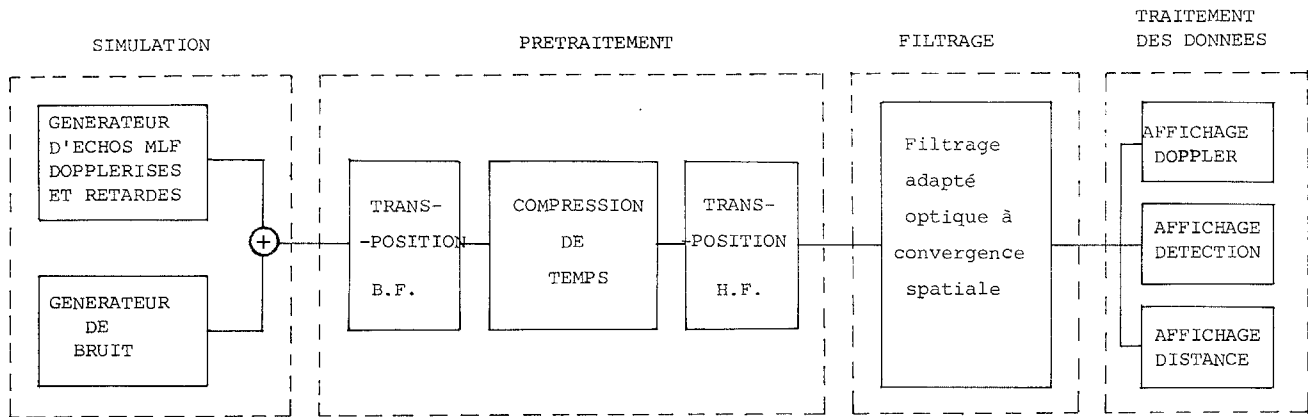 SIMULATION
PRETRAITEMENT
FILTRAGE
TRAITEMENT
DES DONNEES
GENERATEUR
D'ECHOS MLF
DOPPLERISES
ET RETARDES
GENERATEUR
DE
BRUIT
+
TRANS-
-POSITION
B.F.
COMPRESSION
DE
TEMPS
TRANS-
-POSITION
H.F.
Filtrage
adapté
optique à
convergence
spatiale
AFFICHAGE
DOPPLER
AFFICHAGE
DETECTION
AFFICHAGE
DISTANCE